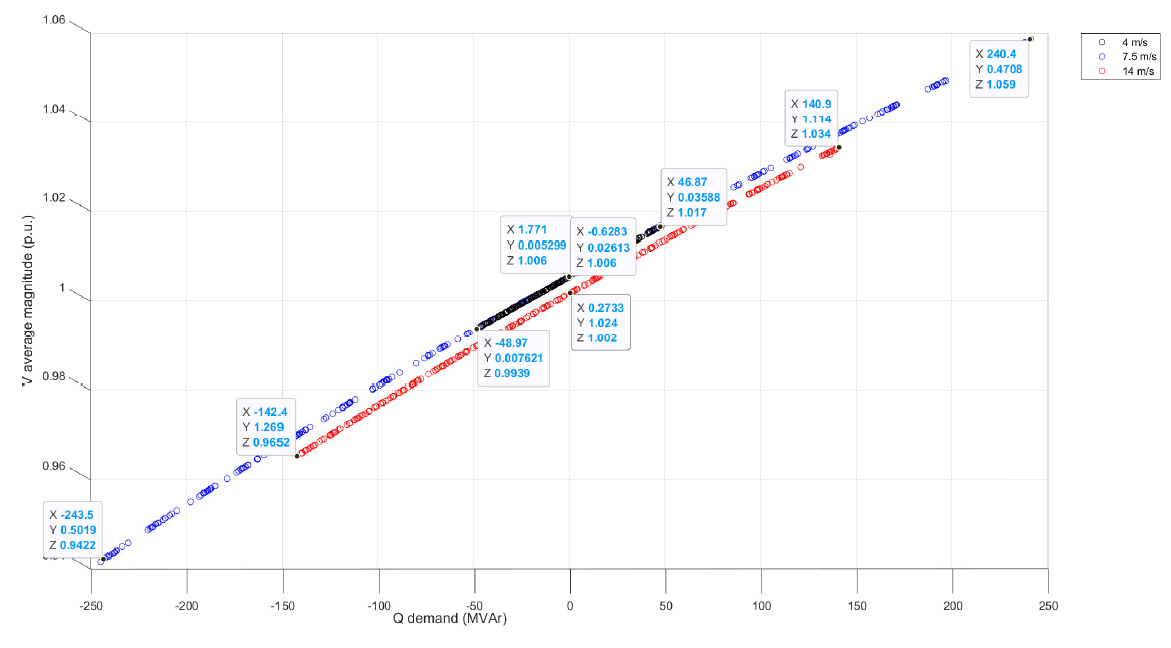 1.06
1.04
1.02
1
0.98
0.96
V average magnitude (p.u.)
-250
-200
-150
-100
-50
0
50
100
150
200
250
Q demand (MVAr)
4 m/s
7.5 m/s
14 m/s
X 240.4
Y 0.4708
Z 1.059
X 140.9
Y 1.114
Z 1.034
X 46.87
Y 0.03588
Z 1.017
X 1.771
Y 0.005299
Z 1.006
X -0.6283
Y 0.02613
Z 1.006
X 0.2733
Y 1.024
Z 1.002
X -48.97
Y 0.007621
Z 0.9939
X -142.4
Y 1.269
Z 0.9652
X -243.5
Y 0.5019
Z 0.9422